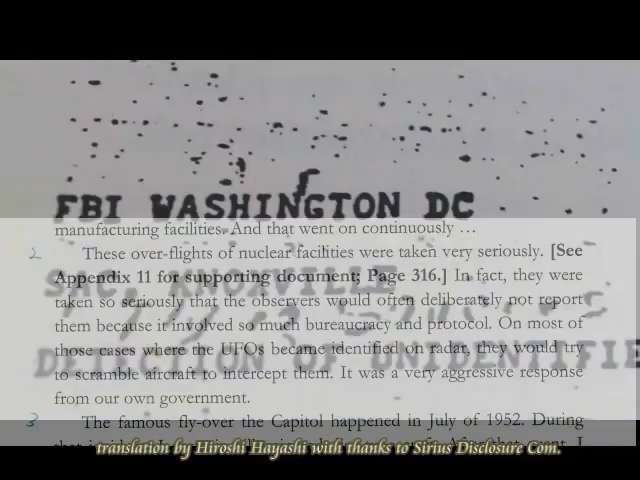 FBI WASHINGTON DC
manufacturing facilities. And that went on continuously …
2 These over-flights of nuclear facilities were taken very seriously. [See
Appendix 11 for supporting document; Page 316.] In fact, they were
taken so seriously that the observers would often deliberately not report
them because it involved so much bureaucracy and protocol. On most of
those cases where the UFOs became identified on radar, they would try
to scramble aircraft to intercept them. It was a very aggressive response
from our own government.
3 The famous fly-over the Capitol happened in July of 1952. During
translation by Hiroshi Hayashi with thanks to Sirius Disclosure Com.